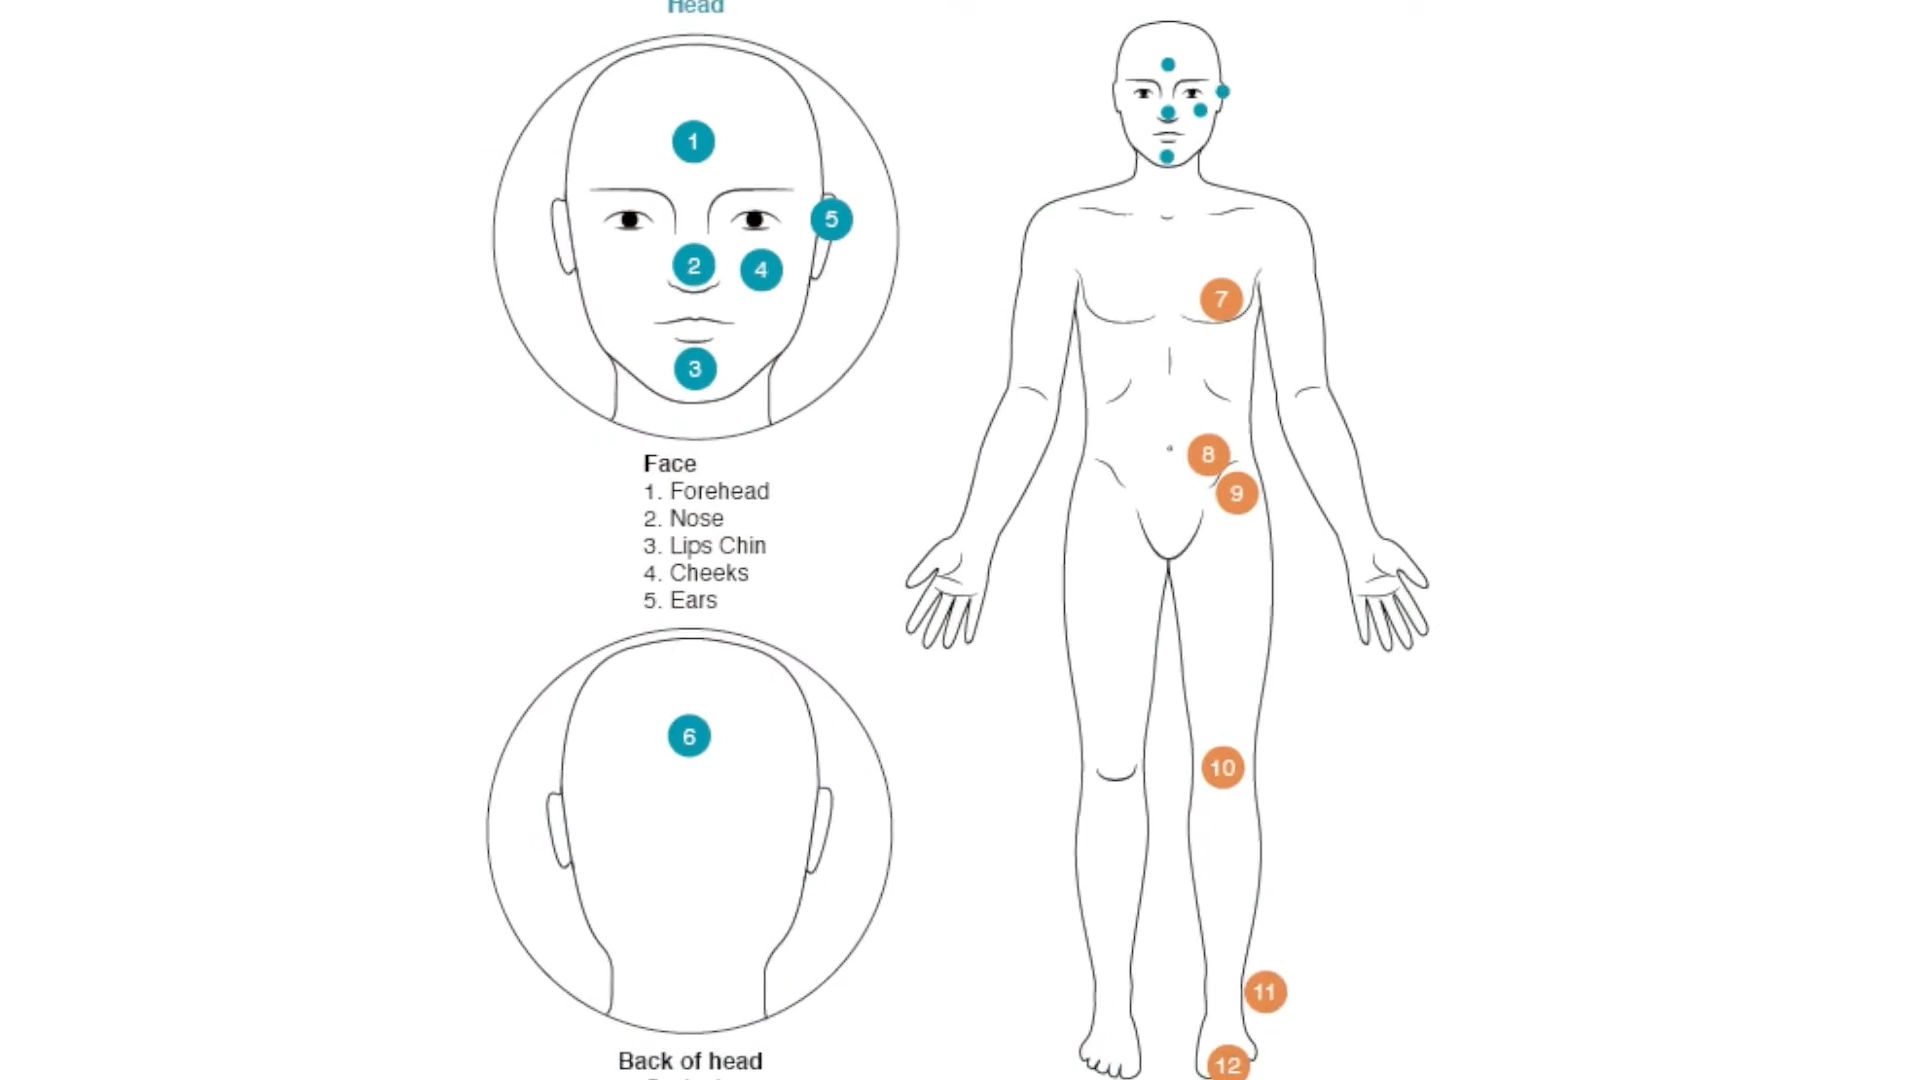 Head
1
5
2
4
3
Face
1. Forehead
2. Nose
3. Lips Chin
4. Cheeks
5. Ears
6
Back of head
7
8
9
10
11
12